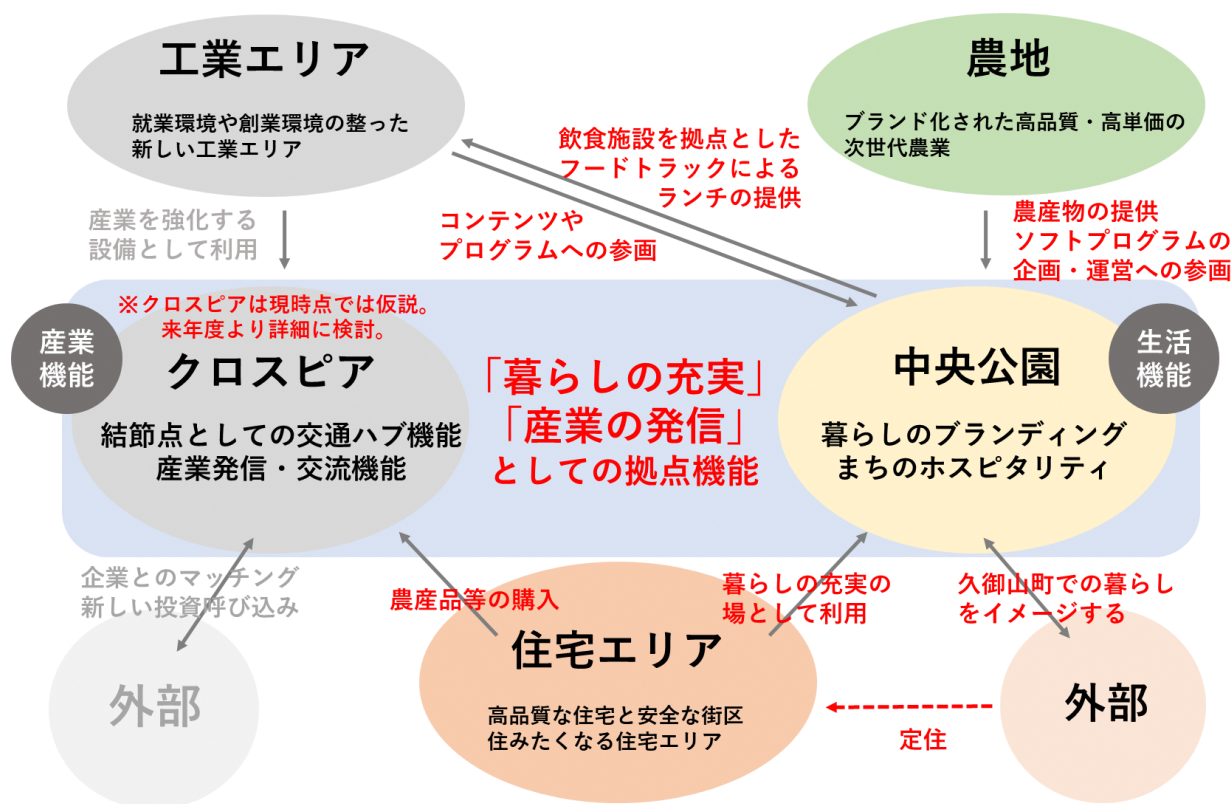 工業エリア
就業環境や創業環境の整った
新しい工業エリア
農地
ブランド化された高品質・高単価の
次世代農業
飲食施設を拠点とした
フードトラックによる
ランチの提供
コンテンツや
プログラムへの参画
産業を強化する
設備として利用
農産物の提供
ソフトプログラムの
企画・運営への参画
※クロスピアは現時点では仮説。
来年度より詳細に検討。
産業
機能
クロスピア
結節点としての交通ハブ機能
産業発信・交流機能
「暮らしの充実」
「産業の発信」
としての拠点機能
中央公園
暮らしのブランディング
まちのホスピタリティ
生活
機能
企業とのマッチング
新しい投資呼び込み
農産品等の購入
暮らしの充実の
場として利用
久御山町での暮らし
をイメージする
外部
住宅エリア
高品質な住宅と安全な街区
住みたくなる住宅エリア
定住
外部